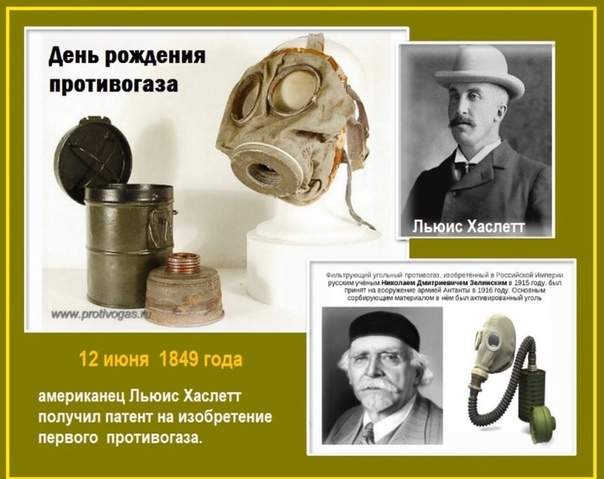 День рождения
противогаза
Льюис Хаслетт
www.protivogas.ru
Фильтрующий угольный противогаз, изобретённый в Российской Империи
русским учёным Николаем Дмитриевичем Зелинским в 1915 году, был
принят на вооружение армией Антанты в 1916 году. Основным
сорбирующим материалом в нём был активированный уголь
12 июня 1849 года
американец Льюис Хаслетт
получил патент на изобретение
первого противогаза.